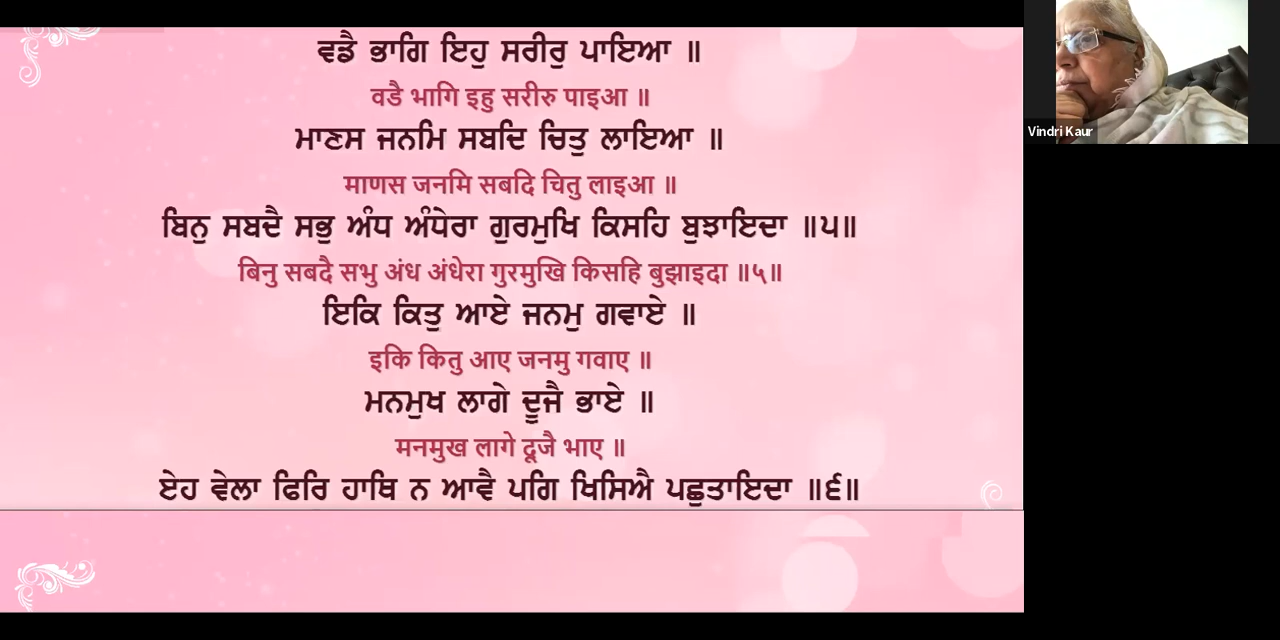 ਵਡੈ ਭਾਗਿ ਇਹੁ ਸਰੀਰੁ ਪਾਇਆ ॥
वडै भागि इहु सरीरु पाइआ ॥
ਮਾਣਸ ਜਨਮਿ ਸਬਦਿ ਚਿਤੁ ਲਾਇਆ ॥
माणस जनमि सबदि चितु लाइआ ॥
ਬਿਨੁ ਸਬਦੈ ਸਭੁ ਅੰਧ ਅੰਧੇਰਾ ਗੁਰਮੁਖਿ ਕਿਸਹਿ ਬੁਝਾਇਦਾ ॥੫॥
बिनु सबदै सभु अंध अंधेरा गुरमुखि किसहि बुझाइदा ॥५॥
ਇਕਿ ਕਿਤੁ ਆਏ ਜਨਮੁ ਗਵਾਏ ॥
इकि कितु आए जनमु गवाए ॥
ਮਨਮੁਖ ਲਾਗੇ ਦੂਜੈ ਭਾਏ ॥
मनमुख लागे दूजै भाए ॥
ਏਹ ਵੇਲਾ ਫਿਰਿ ਹਾਥਿ ਨ ਆਵੈ ਪਗਿ ਖਿਸਿਐ ਪਛੁਤਾਇਦਾ ॥੬॥
Vindri Kaur